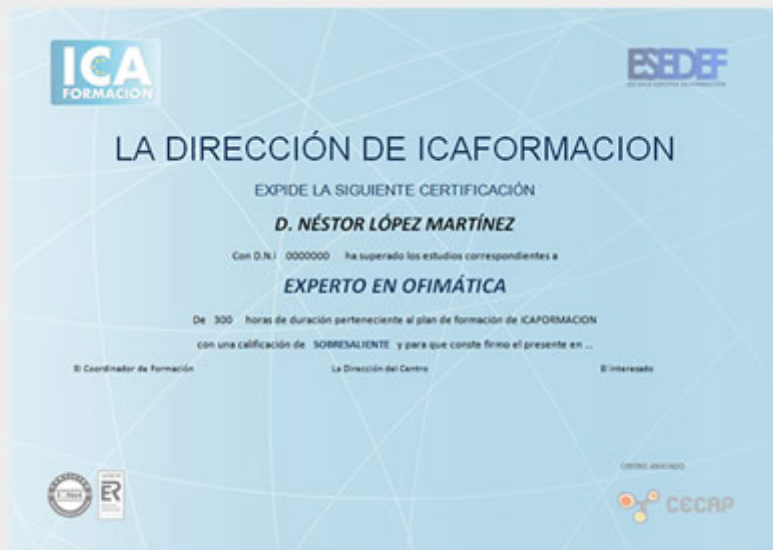 ICA
FORMACION
ESEDEF
LA DIRECCIÓN DE ICAFORMACION
EXPIDE LA SIGUIENTE CERTIFICACIÓN
D. NÉSTOR LÓPEZ MARTÍNEZ
Con D.N.I 0000000 ha superado los estudios correspondientes a
EXPERTO EN OFIMÁTICA
De 300 horas de duración perteneciente al plan de formación de ICAFORMACION
con una calificación de SOBRESALIENTE y para que conste firmo el presente en ...
El Coordinador de Formación La Dirección del Centro El interesado
ER
CENTRO ASOCIADO
CECAP